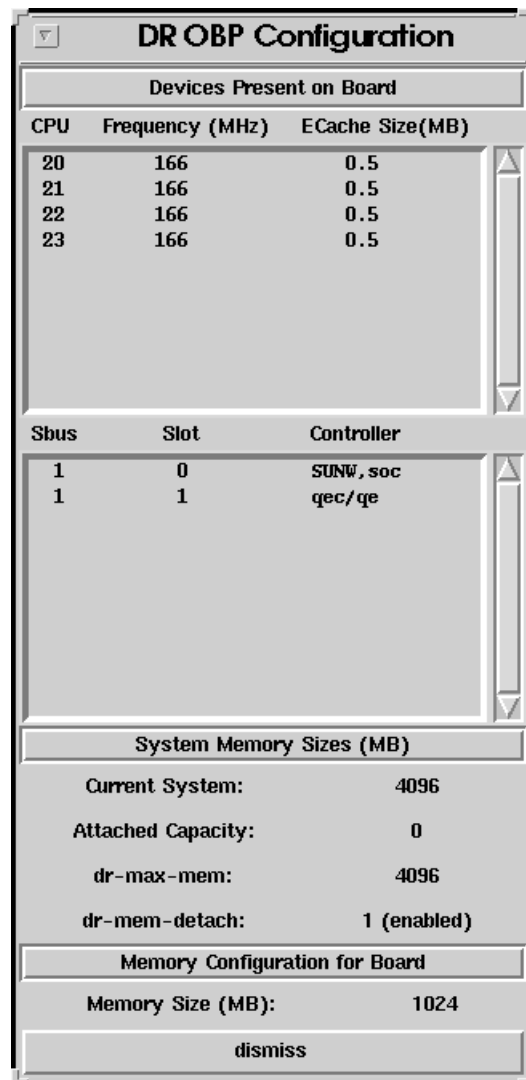 DR OBP Configuration
Devices Present on Board
CPU Frequency (MHz) ECache Size(MB)
20 166 0.5
21 166 0.5
22 166 0.5
23 166 0.5
Sbus Slot Controller
1 0 SUNW,soc
1 1 qec/qe
System Memory Sizes (MB)
Current System: 4096
Attached Capacity: 0
dr-max-mem: 4096
dr-mem-detach: 1 (enabled)
Memory Configuration for Board
Memory Size (MB): 1024
dismiss